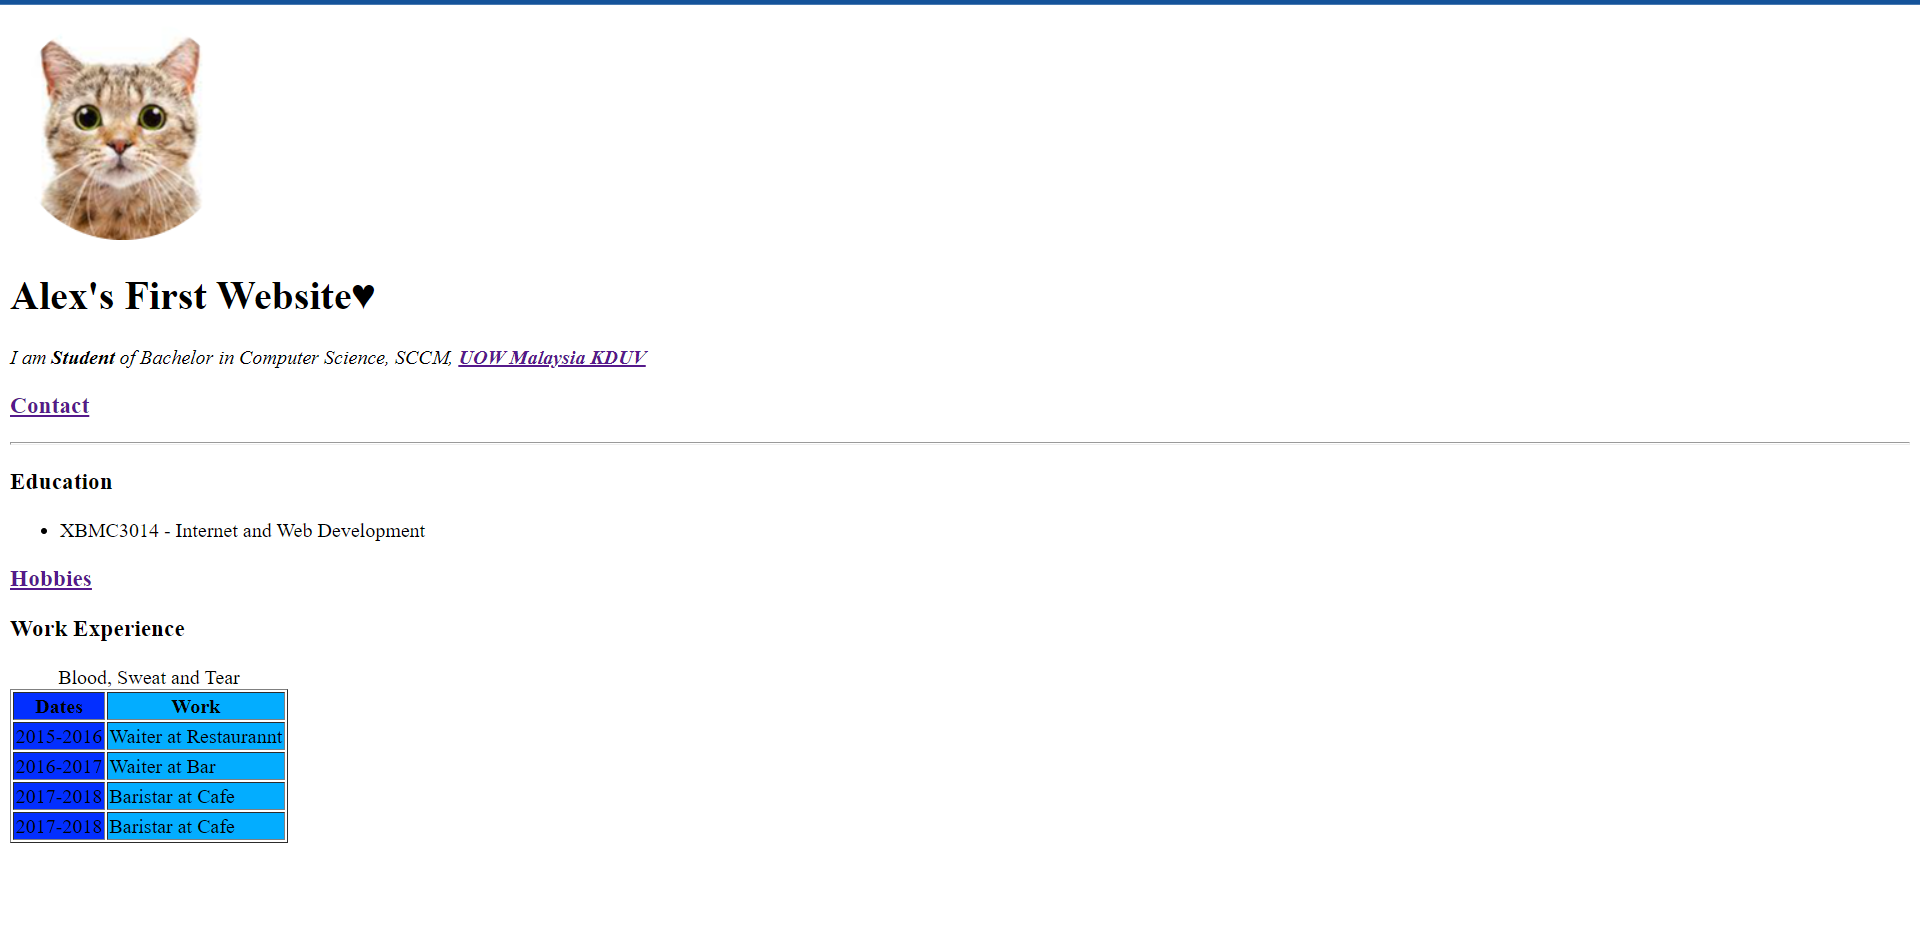 Alex's First Website♥
I am Student of Bachelor in Computer Science, SCCM, UOW Malaysia KDUV
Contact
Education
• XBMC3014 - Internet and Web Development
Hobbies
Work Experience
Blood, Sweat and Tear
Dates Work
2015-2016 Waiter at Restaurannt
2016-2017 Waiter at Bar
2017-2018 Baristar at Cafe
2017-2018 Baristar at Cafe